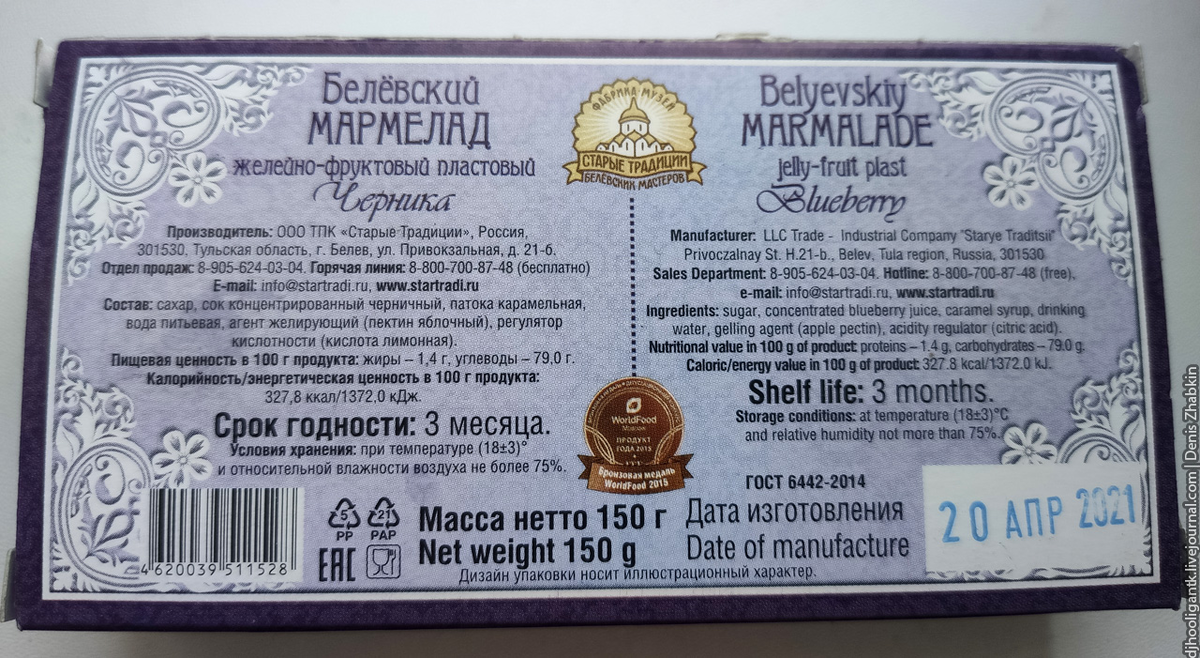 Белёвский
МАРМЕЛАД
желейно-фруктовый пластовый
Черника
Производитель: ООО ТПК «Старые Традиции», Россия,
301530, Тульская область, г. Белев, ул. Привокзальная, д. 21-б.
Отдел продаж: 8-905-624-03-04. Горячая линия: 8-800-700-87-48 (бесплатно)
E-mail: info@startradi.ru, www.startradi.ru
Состав: сахар, сок концентрированный черничный, патока карамельная,
вода питьевая, агент желирующий (пектин яблочный), регулятор
кислотности (кислота лимонная).
Пищевая ценность в 100 г продукта: жиры – 1,4 г, углеводы – 79,0 г.
Калорийность/энергетическая ценность в 100 г продукта:
327,8 ккал/1372,0 кДж.
Срок годности: 3 месяца.
Условия хранения: при температуре (18±3)°
и относительной влажности воздуха не более 75%.
ФАБРИКА МУЗЕЙ
СТАРЫЕ ТРАДИЦИИ
БЕЛЁВСКИХ МАСТЕРОВ
Belyevskiy
MARMALADE
jelly-fruit plast
Blueberry
Manufacturer: LLC Trade - Industrial Company "Starye Traditsii"
Privoczalnay St. H.21-b., Belev, Tula region, Russia, 301530
Sales Department: 8-905-624-03-04. Hotline: 8-800-700-87-48 (free),
e-mail: info@startradi.ru, www.startradi.ru
Ingredients: sugar, concentrated blueberry juice, caramel syrup, drinking
water, gelling agent (apple pectin), acidity regulator (citric acid).
Nutritional value in 100 g of product: proteins – 1.4 g, carbohydrates – 79.0 g.
Caloric/energy value in 100 g of product: 327.8 kcal/1372.0 kJ.
Shelf life: 3 months.
Storage conditions: at temperature (18±3)°C
and relative humidity not more than 75%.
WorldFood
Moscow
ПРОДУКТ
ГОДА 2015
Бронзовая медаль
WorldFood 2015
ГОСТ 6442-2014
4 620039 511528
5
PP
21
PAP
EAC
Масса нетто 150 г
Net weight 150 g
Дата изготовления
Date of manufacture
20 АПР 2021
Дизайн упаковки носит иллюстрационный характер.
djhooligantk.livejournal.com | Denis Zhabkin